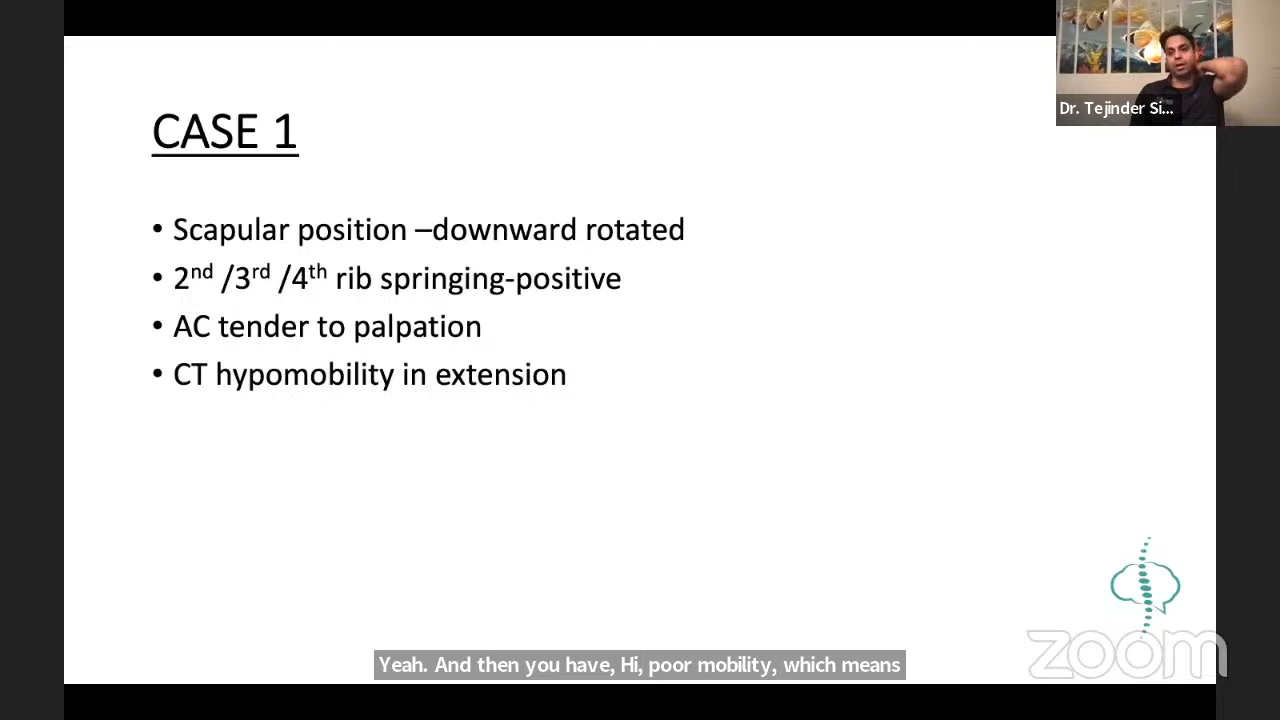 Dr. Tejinder Si...
CASE 1
• Scapular position –downward rotated
• 2nd /3rd /4th rib springing-positive
• AC tender to palpation
• CT hypomobility in extension
zoom
Yeah. And then you have, Hi, poor mobility, which means